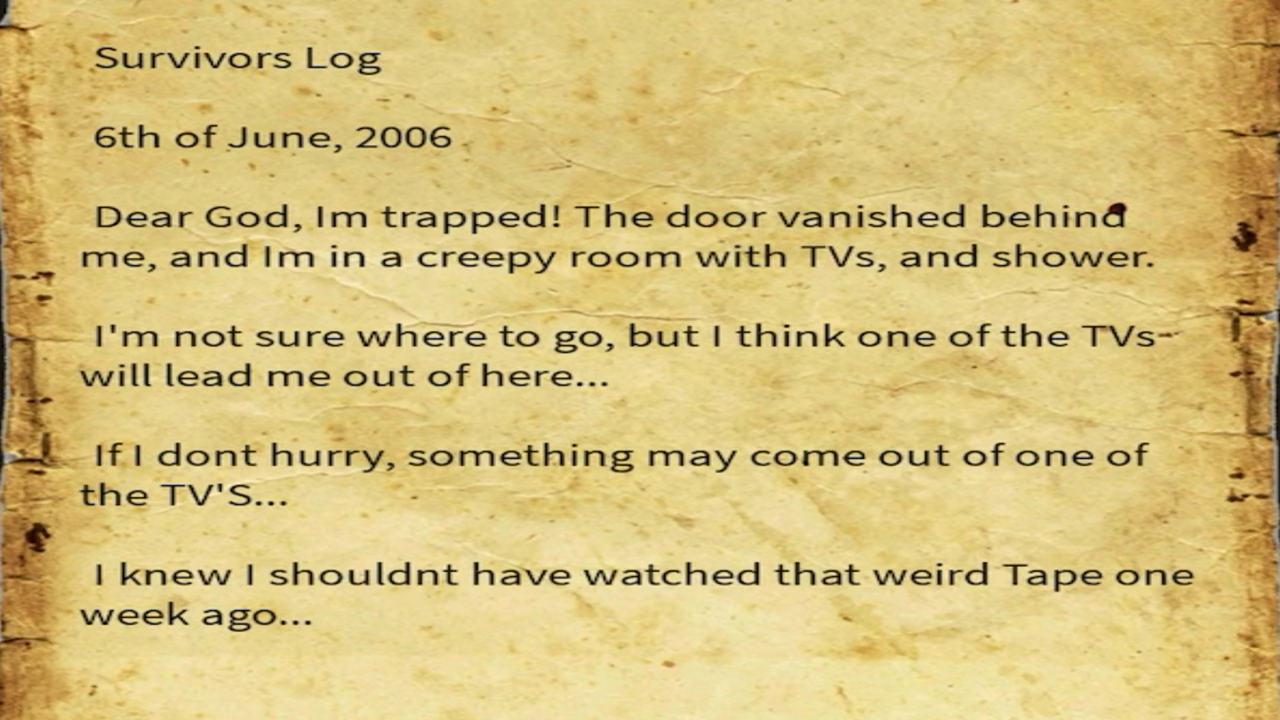 Survivors Log
6th of June, 2006
Dear God, Im trapped! The door vanished behind
me, and Im in a creepy room with TVs, and shower.
I'm not sure where to go, but I think one of the TVs
will lead me out of here...
If I dont hurry, something may come out of one of
the TV'S...
I knew I shouldnt have watched that weird Tape one
week ago...